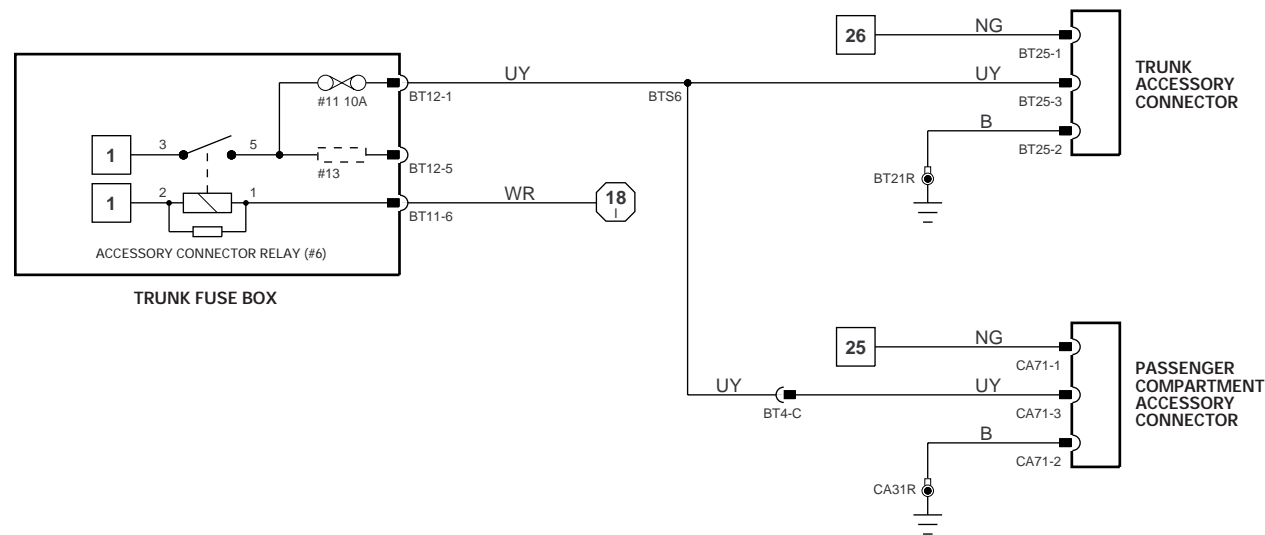 26
NG
BT25-1
UY
BT12-1
#11 10A
BTS6
UY
BT25-3
TRUNK
ACCESSORY
CONNECTOR
B
BT25-2
1
3
5
#13
BT12-5
BT21R
1
2
1
BT11-6
WR
18
I
ACCESSORY CONNECTOR RELAY (#6)
TRUNK FUSE BOX
25
NG
CA71-1
UY
BT4-C
UY
CA71-3
PASSENGER
COMPARTMENT
ACCESSORY
CONNECTOR
B
CA71-2
CA31R